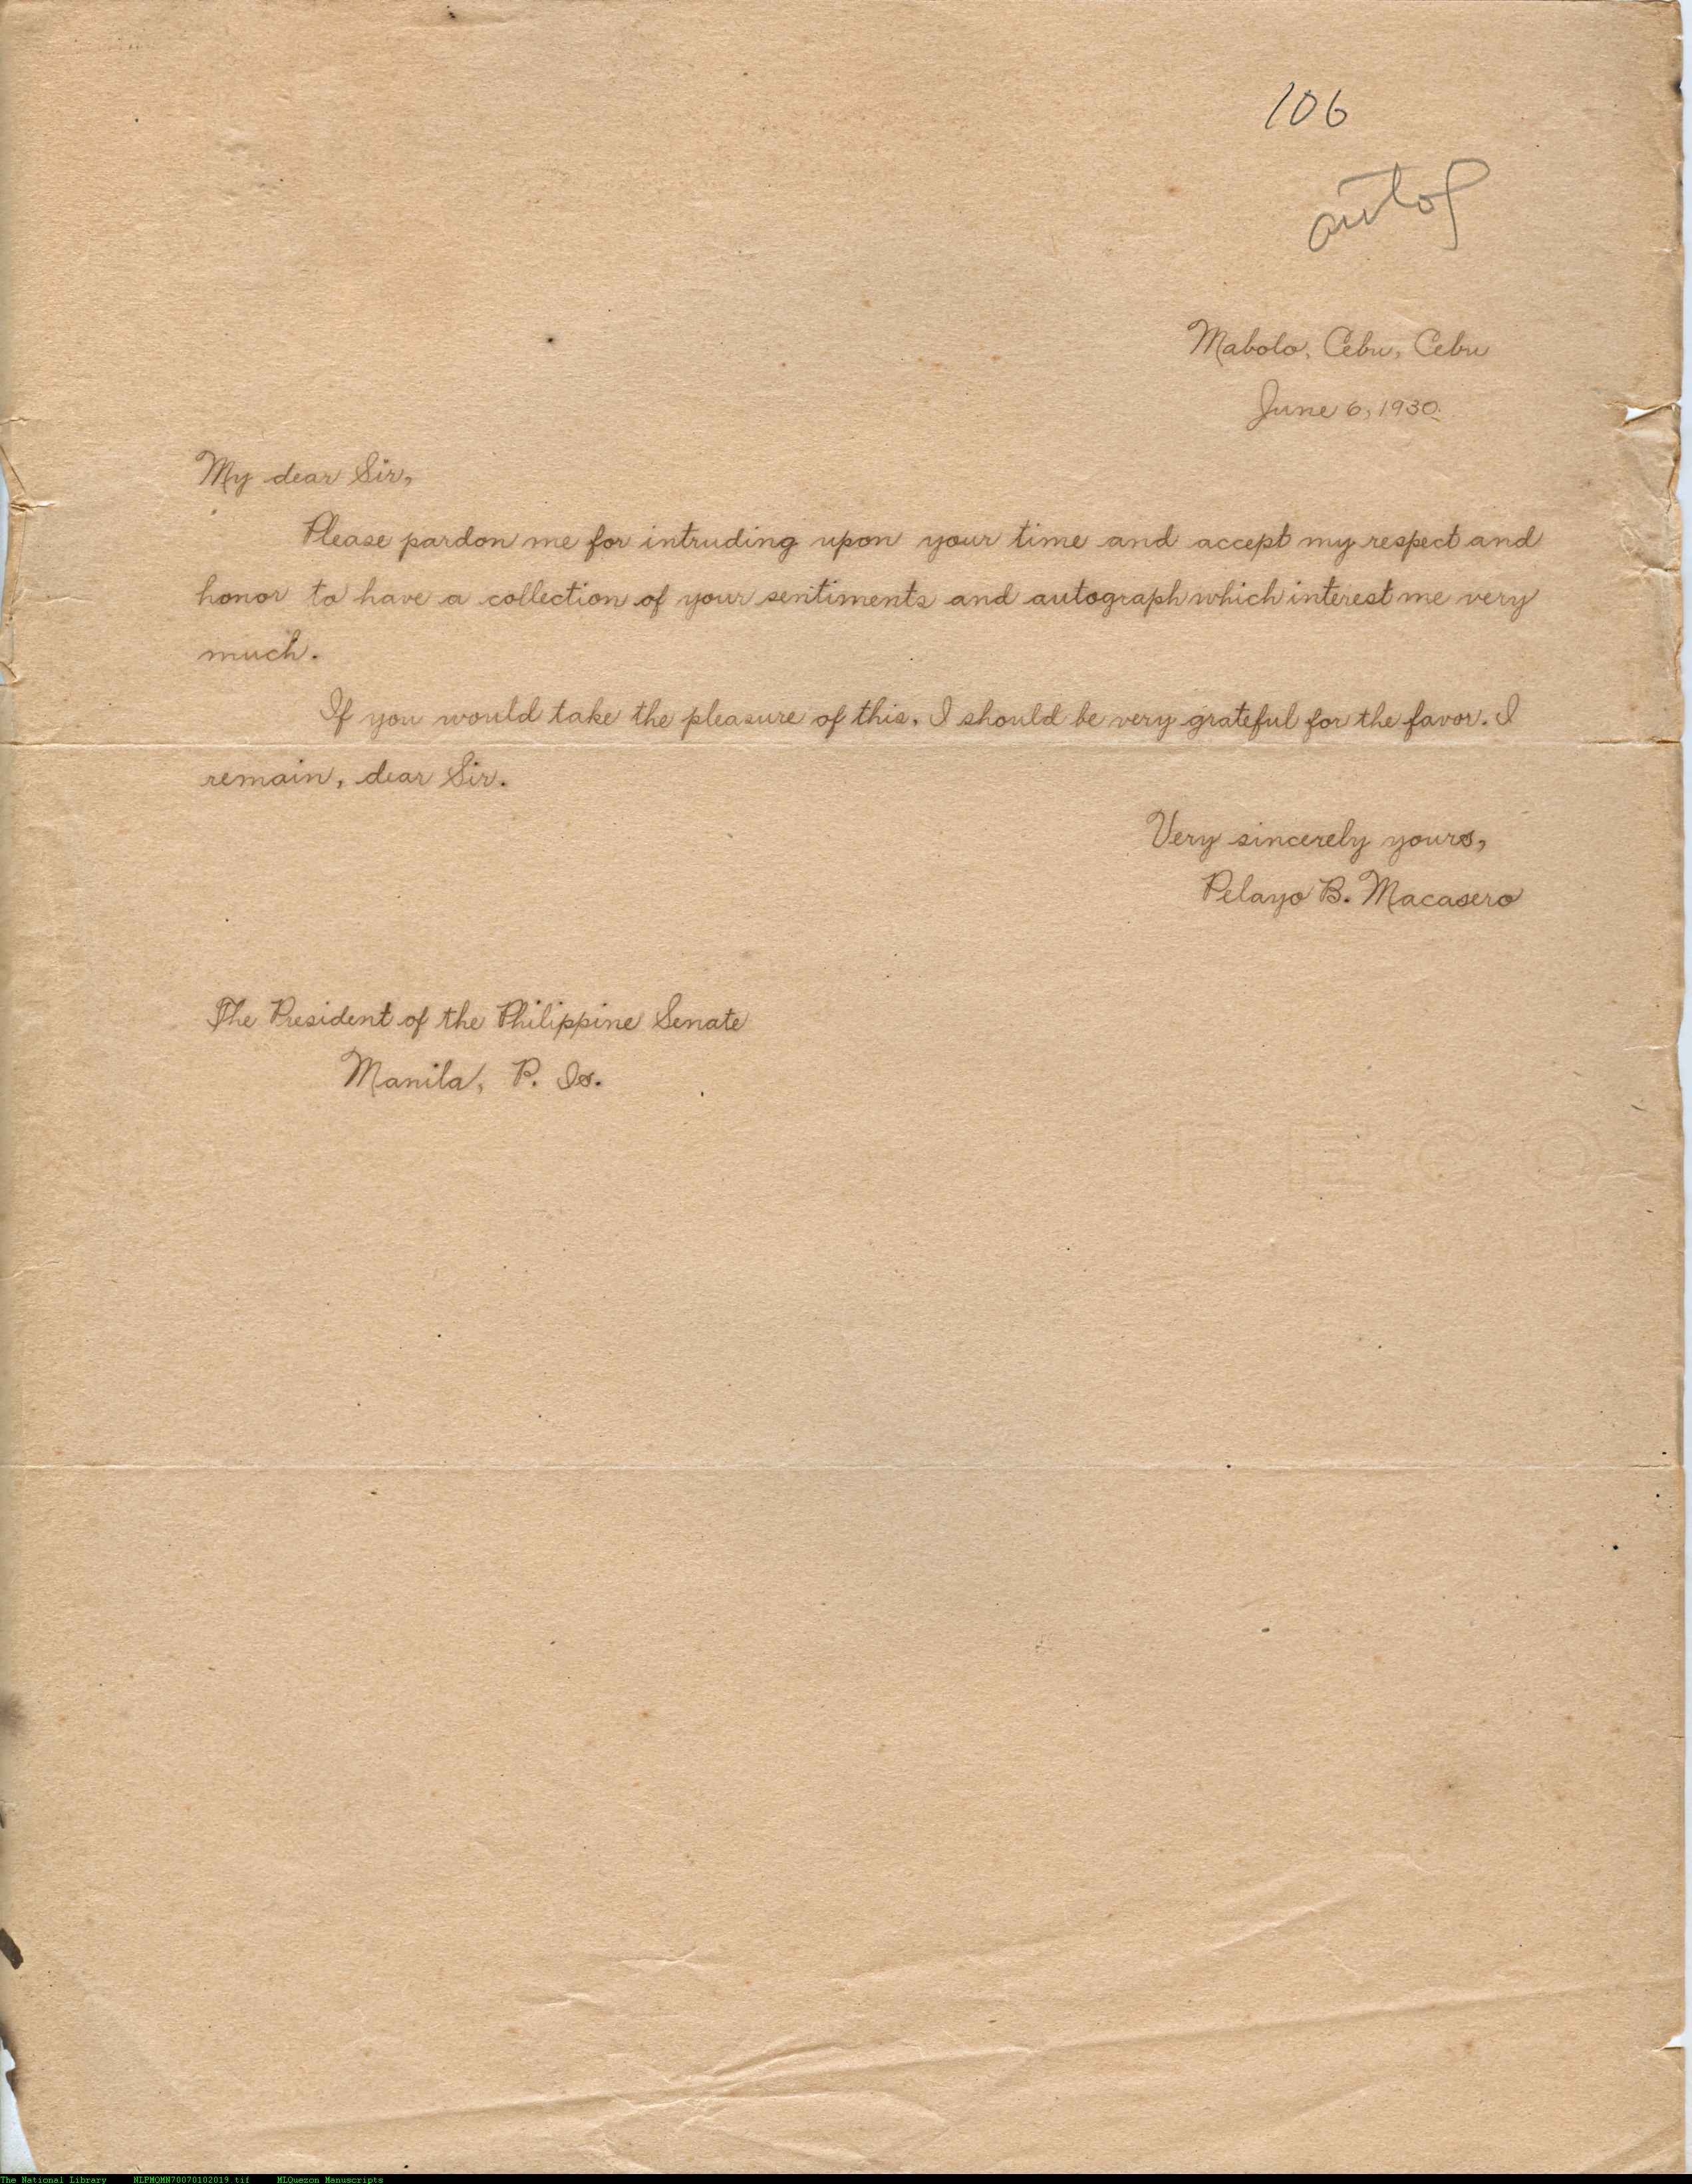 106
autog
Mabolo, Cebu, Cebu
June 6, 1930.
My dear Sir,
Please pardon me for intruding upon your time and accept my respect and
honor to have a collection of your sentiments and autograph which interest me very
much.
If you would take the pleasure of this, I should be very grateful for the favor. I
remain, dear Sir.
Very sincerely yours,
Pelayo B. Macasero
The President of the Philippine Senate
Manila, P. Is.
PECO
The National Library NLPMQMN70070102019.tif MLQuezon Manuscripts